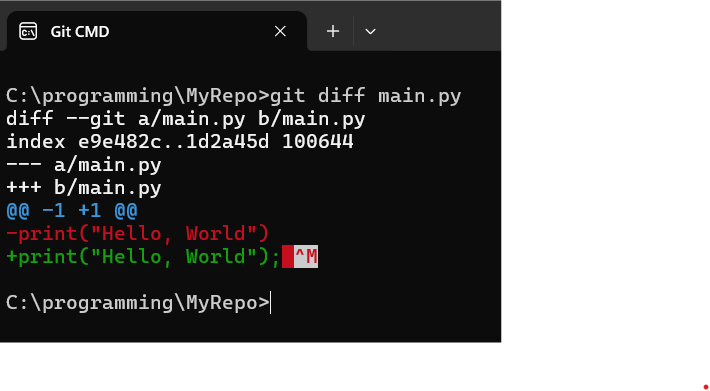 Git CMD
C:\programming\MyRepo>git diff main.py
diff --git a/main.py b/main.py
index e9e482c..1d2a45d 100644
--- a/main.py
+++ b/main.py
@@ -1 +1 @@
-print("Hello, World")
+print("Hello, World"); ^M
C:\programming\MyRepo>